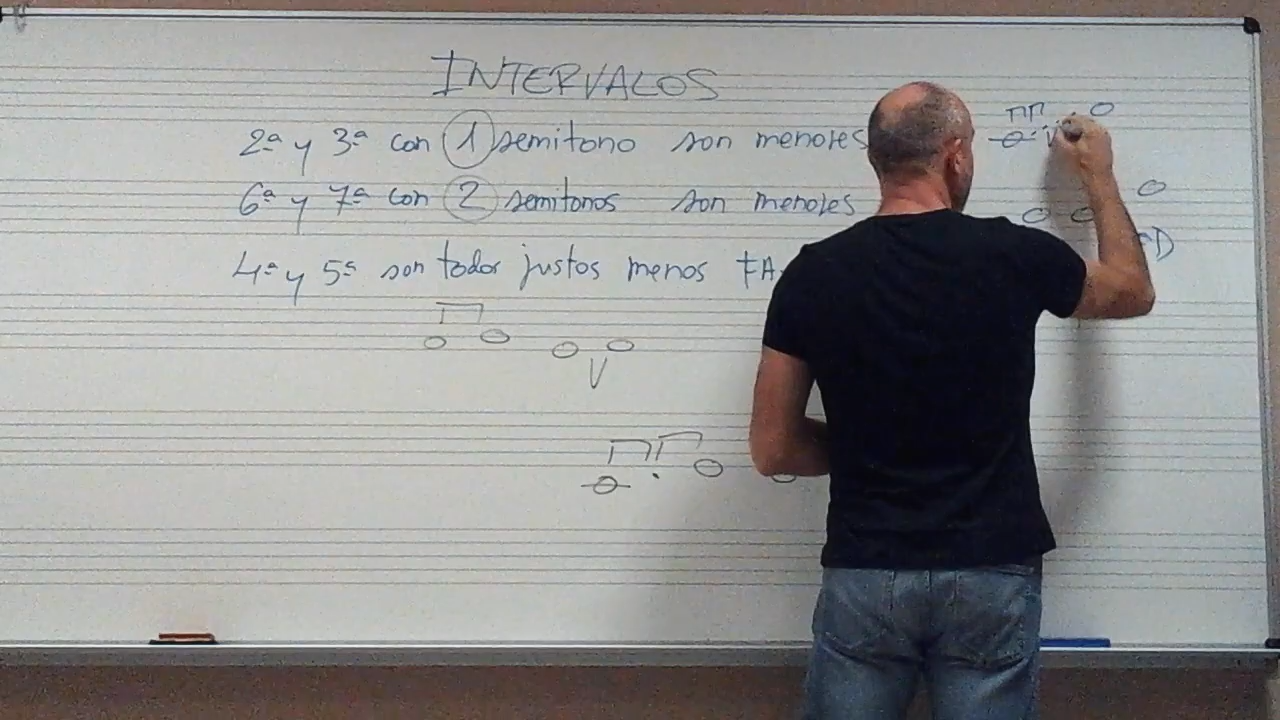 INTERVALOS
2ª y 3ª con 1 semitono son menores
6ª y 7ª con 2 semitonos son menores
4ª y 5ª son todos justos menos FA